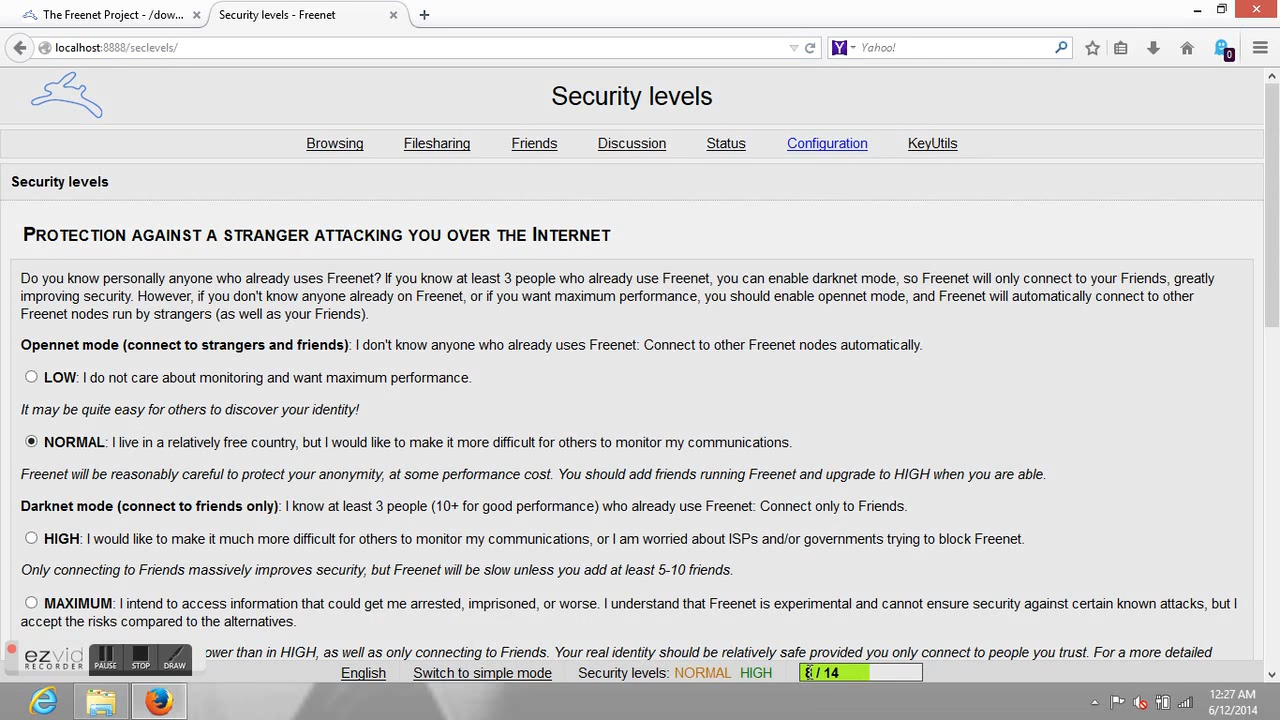 The Freenet Project - /dow...
Security levels - Freenet
localhost:8888/seclevels/
Yahoo!
0
Security levels
Browsing
Filesharing
Friends
Discussion
Status
Configuration
KeyUtils
Security levels
PROTECTION AGAINST A STRANGER ATTACKING YOU OVER THE INTERNET
Do you know personally anyone who already uses Freenet? If you know at least 3 people who already use Freenet, you can enable darknet mode, so Freenet will only connect to your Friends, greatly
improving security. However, if you don't know anyone already on Freenet, or if you want maximum performance, you should enable opennet mode, and Freenet will automatically connect to other
Freenet nodes run by strangers (as well as your Friends).
Opennet mode (connect to strangers and friends): I don't know anyone who already uses Freenet: Connect to other Freenet nodes automatically.
LOW: I do not care about monitoring and want maximum performance.
It may be quite easy for others to discover your identity!
NORMAL: I live in a relatively free country, but I would like to make it more difficult for others to monitor my communications.
Freenet will be reasonably careful to protect your anonymity, at some performance cost. You should add friends running Freenet and upgrade to HIGH when you are able.
Darknet mode (connect to friends only): I know at least 3 people (10+ for good performance) who already use Freenet: Connect only to Friends.
HIGH: I would like to make it much more difficult for others to monitor my communications, or I am worried about ISPs and/or governments trying to block Freenet.
Only connecting to Friends massively improves security, but Freenet will be slow unless you add at least 5-10 friends.
MAXIMUM: I intend to access information that could get me arrested, imprisoned, or worse. I understand that Freenet is experimental and cannot ensure security against certain known attacks, but I
accept the risks compared to the alternatives.
ower than in HIGH, as well as only connecting to Friends. Your real identity should be relatively safe provided you only connect to people you trust. For a more detailed
ezvid
RECORDER
PAUSE
STOP
DRAW
English
Switch to simple mode
Security levels: NORMAL HIGH
8 / 14
12:27 AM
6/12/2014